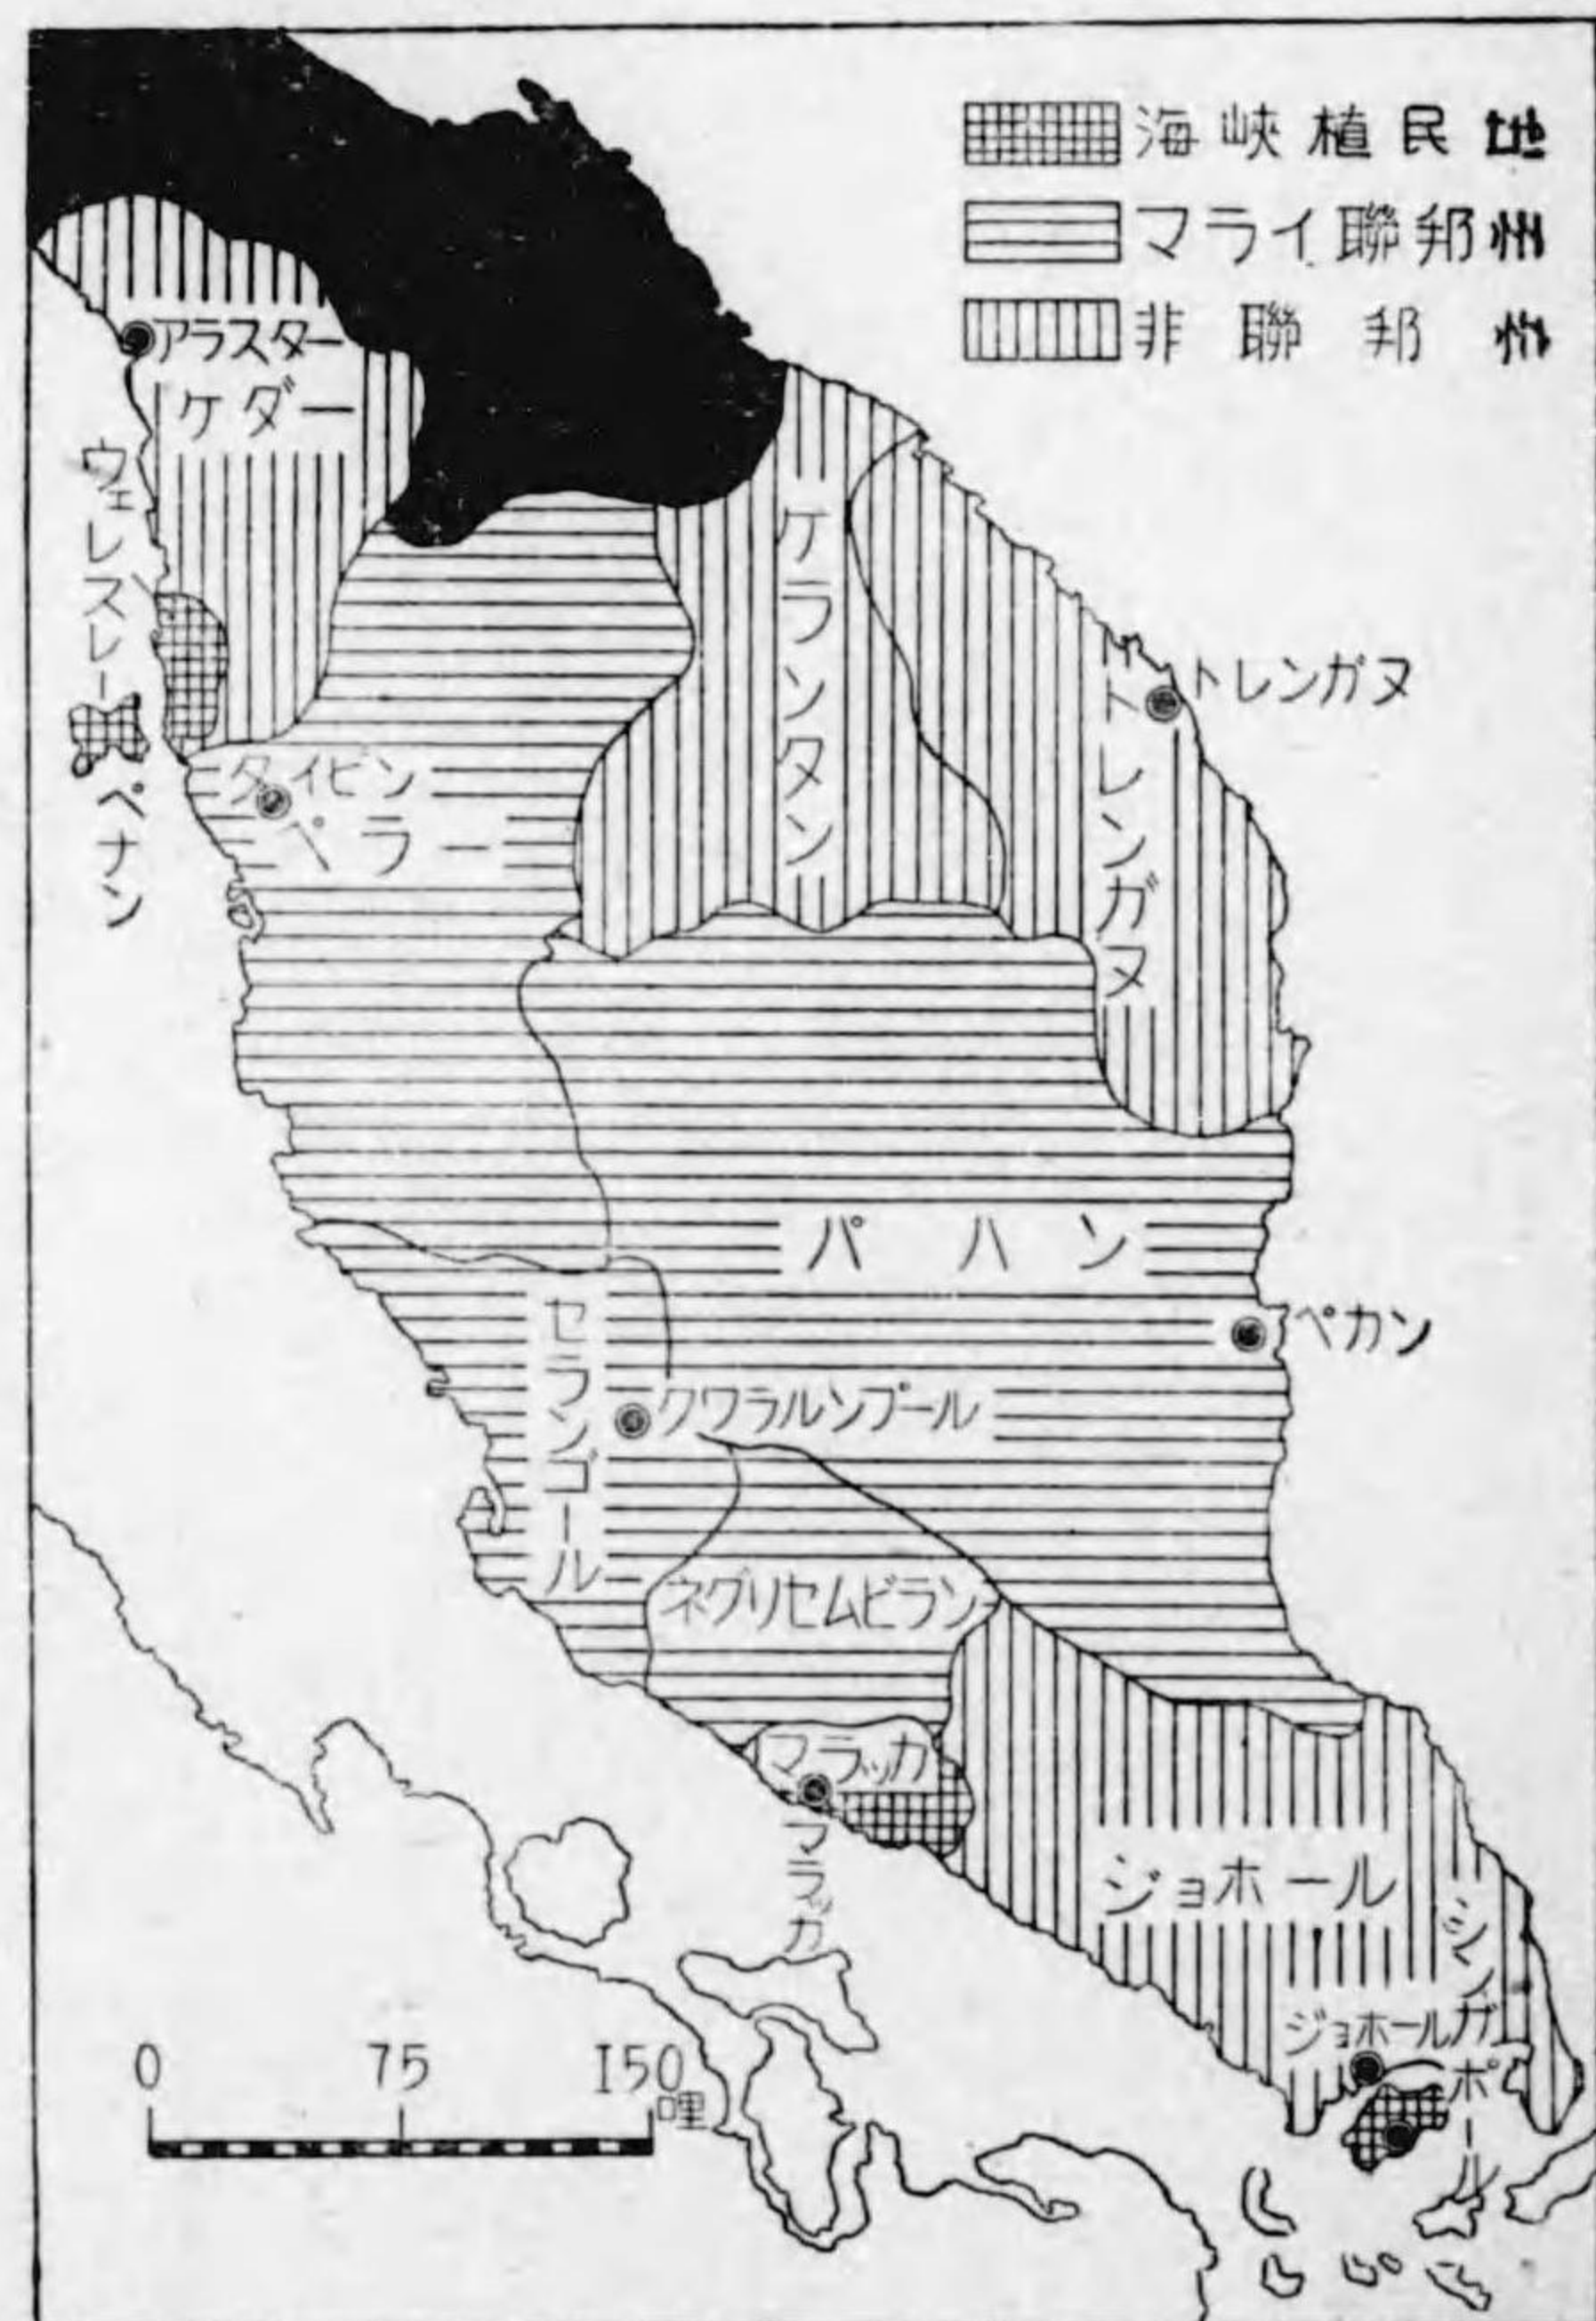 海峽植民地
マライ聯邦州
非聯邦州
アラスター
ケダー
ウェレスレー
ペナン
タイピン
ペラー
ケランタン
トレンガヌ
トレンガヌ
パハン
ペカン
セランゴール
クワラルンプール
ネグリセムビラン
マラッカ
マラッカ
ジョホール
ジョホール
シンガポール
0 75 150哩